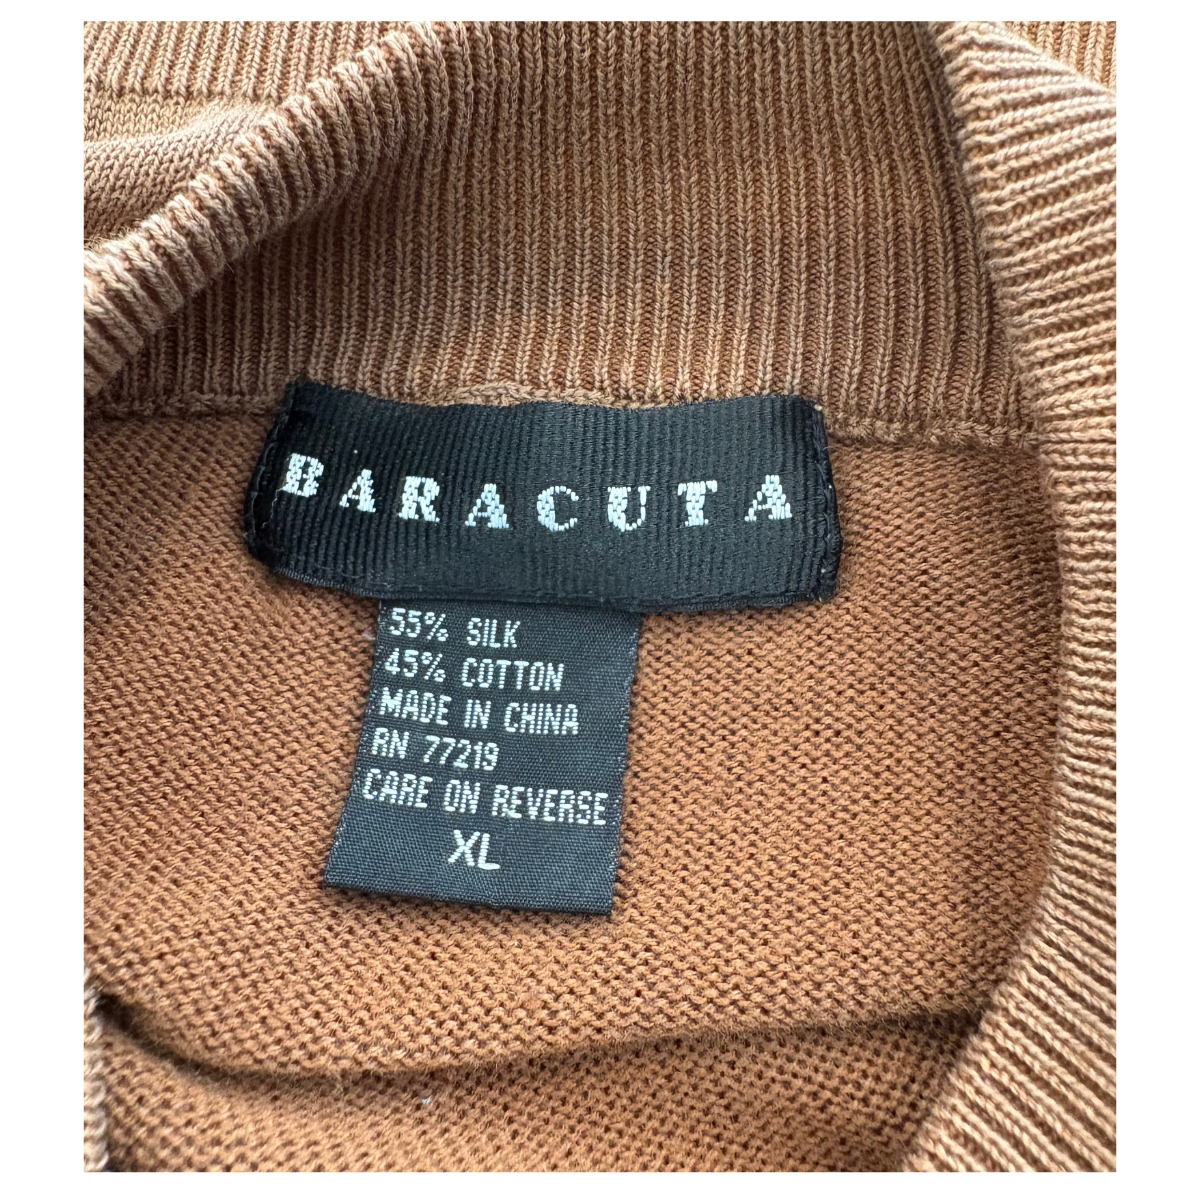 BARACUTA
55% SILK
45% COTTON
MADE IN CHINA
RN 77219
CARE ON REVERSE
XL